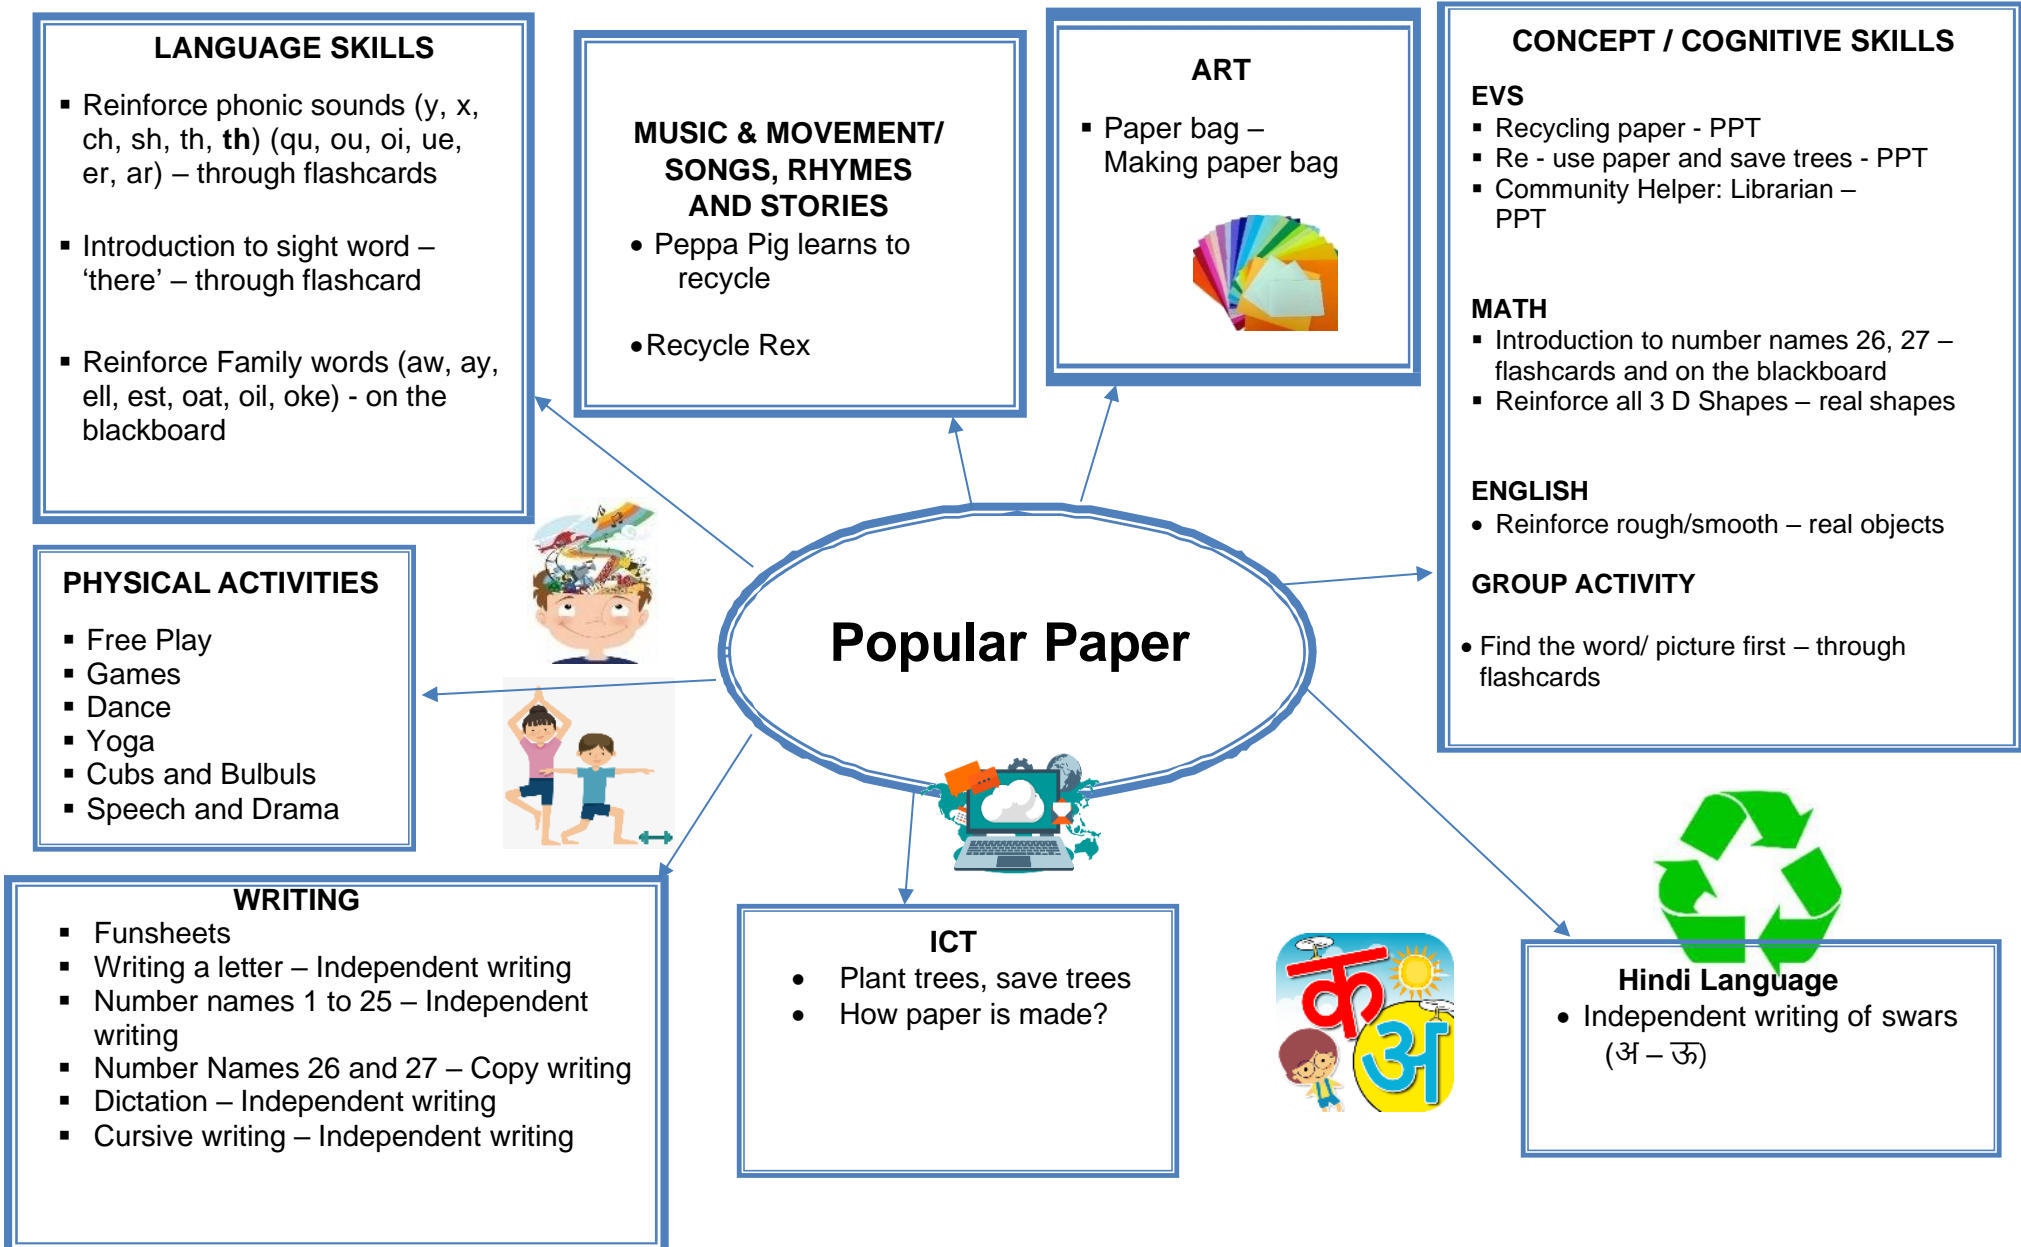 LANGUAGE SKILLS
▪ Reinforce phonic sounds (y, x,
ch, sh, th, th) (qu, ou, oi, ue,
er, ar) – through flashcards
▪ Introduction to sight word –
‘there’ – through flashcard
▪ Reinforce Family words (aw, ay,
ell, est, oat, oil, oke) - on the
blackboard
MUSIC & MOVEMENT/
SONGS, RHYMES
AND STORIES
• Peppa Pig learns to
recycle
• Recycle Rex
ART
▪ Paper bag –
Making paper bag
CONCEPT / COGNITIVE SKILLS
EVS
▪ Recycling paper - PPT
▪ Re - use paper and save trees - PPT
▪ Community Helper: Librarian –
PPT
MATH
▪ Introduction to number names 26, 27 –
flashcards and on the blackboard
▪ Reinforce all 3 D Shapes – real shapes
ENGLISH
• Reinforce rough/smooth – real objects
GROUP ACTIVITY
• Find the word/ picture first – through
flashcards
Popular Paper
PHYSICAL ACTIVITIES
▪ Free Play
▪ Games
▪ Dance
▪ Yoga
▪ Cubs and Bulbuls
▪ Speech and Drama
WRITING
▪ Funsheets
▪ Writing a letter – Independent writing
▪ Number names 1 to 25 – Independent
writing
▪ Number Names 26 and 27 – Copy writing
▪ Dictation – Independent writing
▪ Cursive writing – Independent writing
ICT
• Plant trees, save trees
• How paper is made?
क
अ
Hindi Language
• Independent writing of swars
(अ – ऊ)